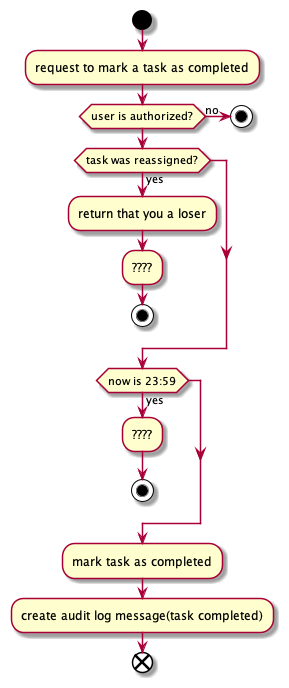 request to mark a task as completed
user is authorized?
no
task was reassigned?
yes
return that you a loser
????
now is 23:59
yes
????
mark task as completed
create audit log message(task completed)